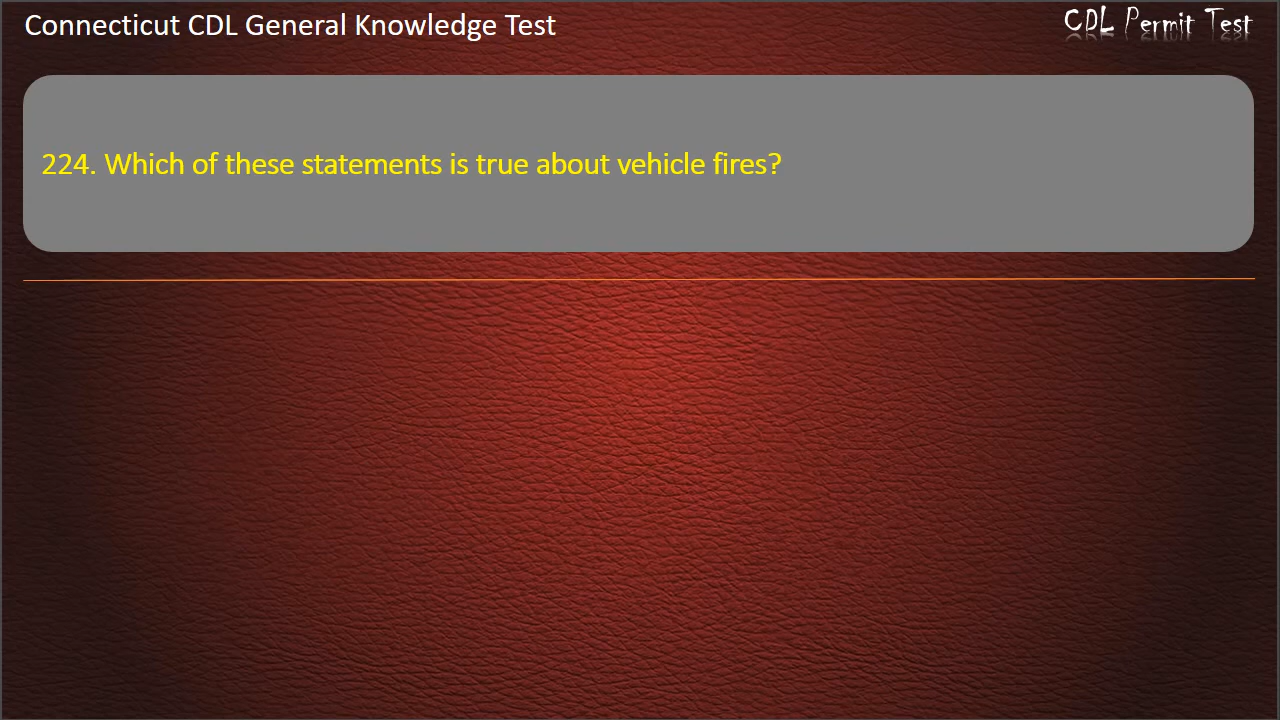 Connecticut CDL General Knowledge Test
CDL Permit Test
224. Which of these statements is true about vehicle fires?